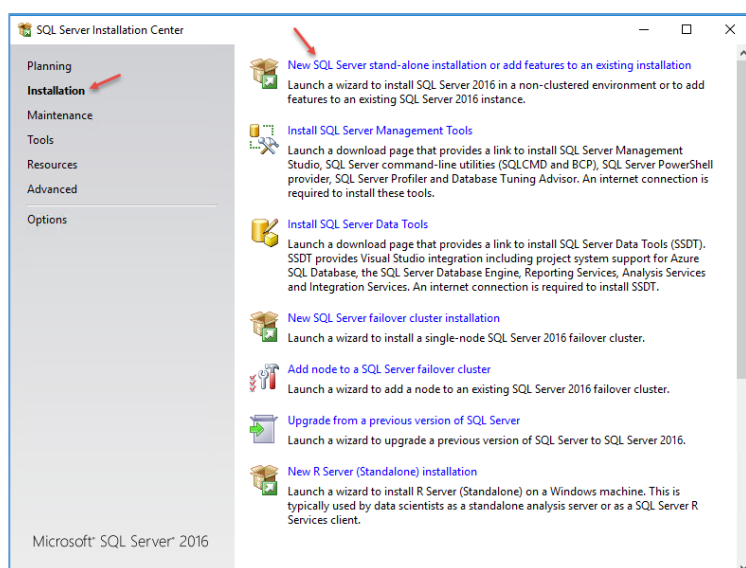 SQL Server Installation Center
Planning
Installation
Maintenance
Tools
Resources
Advanced
Options
Microsoft® SQL Server® 2016
New SQL Server stand-alone installation or add features to an existing installation
Launch a wizard to install SQL Server 2016 in a non-clustered environment or to add
features to an existing SQL Server 2016 instance.
Install SQL Server Management Tools
Launch a download page that provides a link to install SQL Server Management
Studio, SQL Server command-line utilities (SQLCMD and BCP), SQL Server PowerShell
provider, SQL Server Profiler and Database Tuning Advisor. An internet connection is
required to install these tools.
Install SQL Server Data Tools
Launch a download page that provides a link to install SQL Server Data Tools (SSDT).
SSDT provides Visual Studio integration including project system support for Azure
SQL Database, the SQL Server Database Engine, Reporting Services, Analysis Services
and Integration Services. An internet connection is required to install SSDT.
New SQL Server failover cluster installation
Launch a wizard to install a single-node SQL Server 2016 failover cluster.
Add node to a SQL Server failover cluster
Launch a wizard to add a node to an existing SQL Server 2016 failover cluster.
Upgrade from a previous version of SQL Server
Launch a wizard to upgrade a previous version of SQL Server to SQL Server 2016.
New R Server (Standalone) installation
Launch a wizard to install R Server (Standalone) on a Windows machine. This is
typically used by data scientists as a standalone analysis server or as a SQL Server R
Services client.